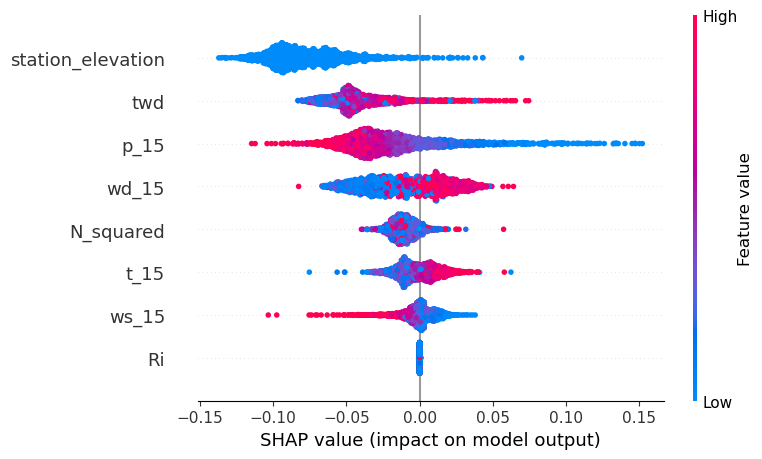 High
station_elevation
twd
p_15
wd_15
N_squared
t_15
ws_15
Ri
Feature value
Low
−0.15 −0.10 −0.05 0.00 0.05 0.10 0.15
SHAP value (impact on model output)